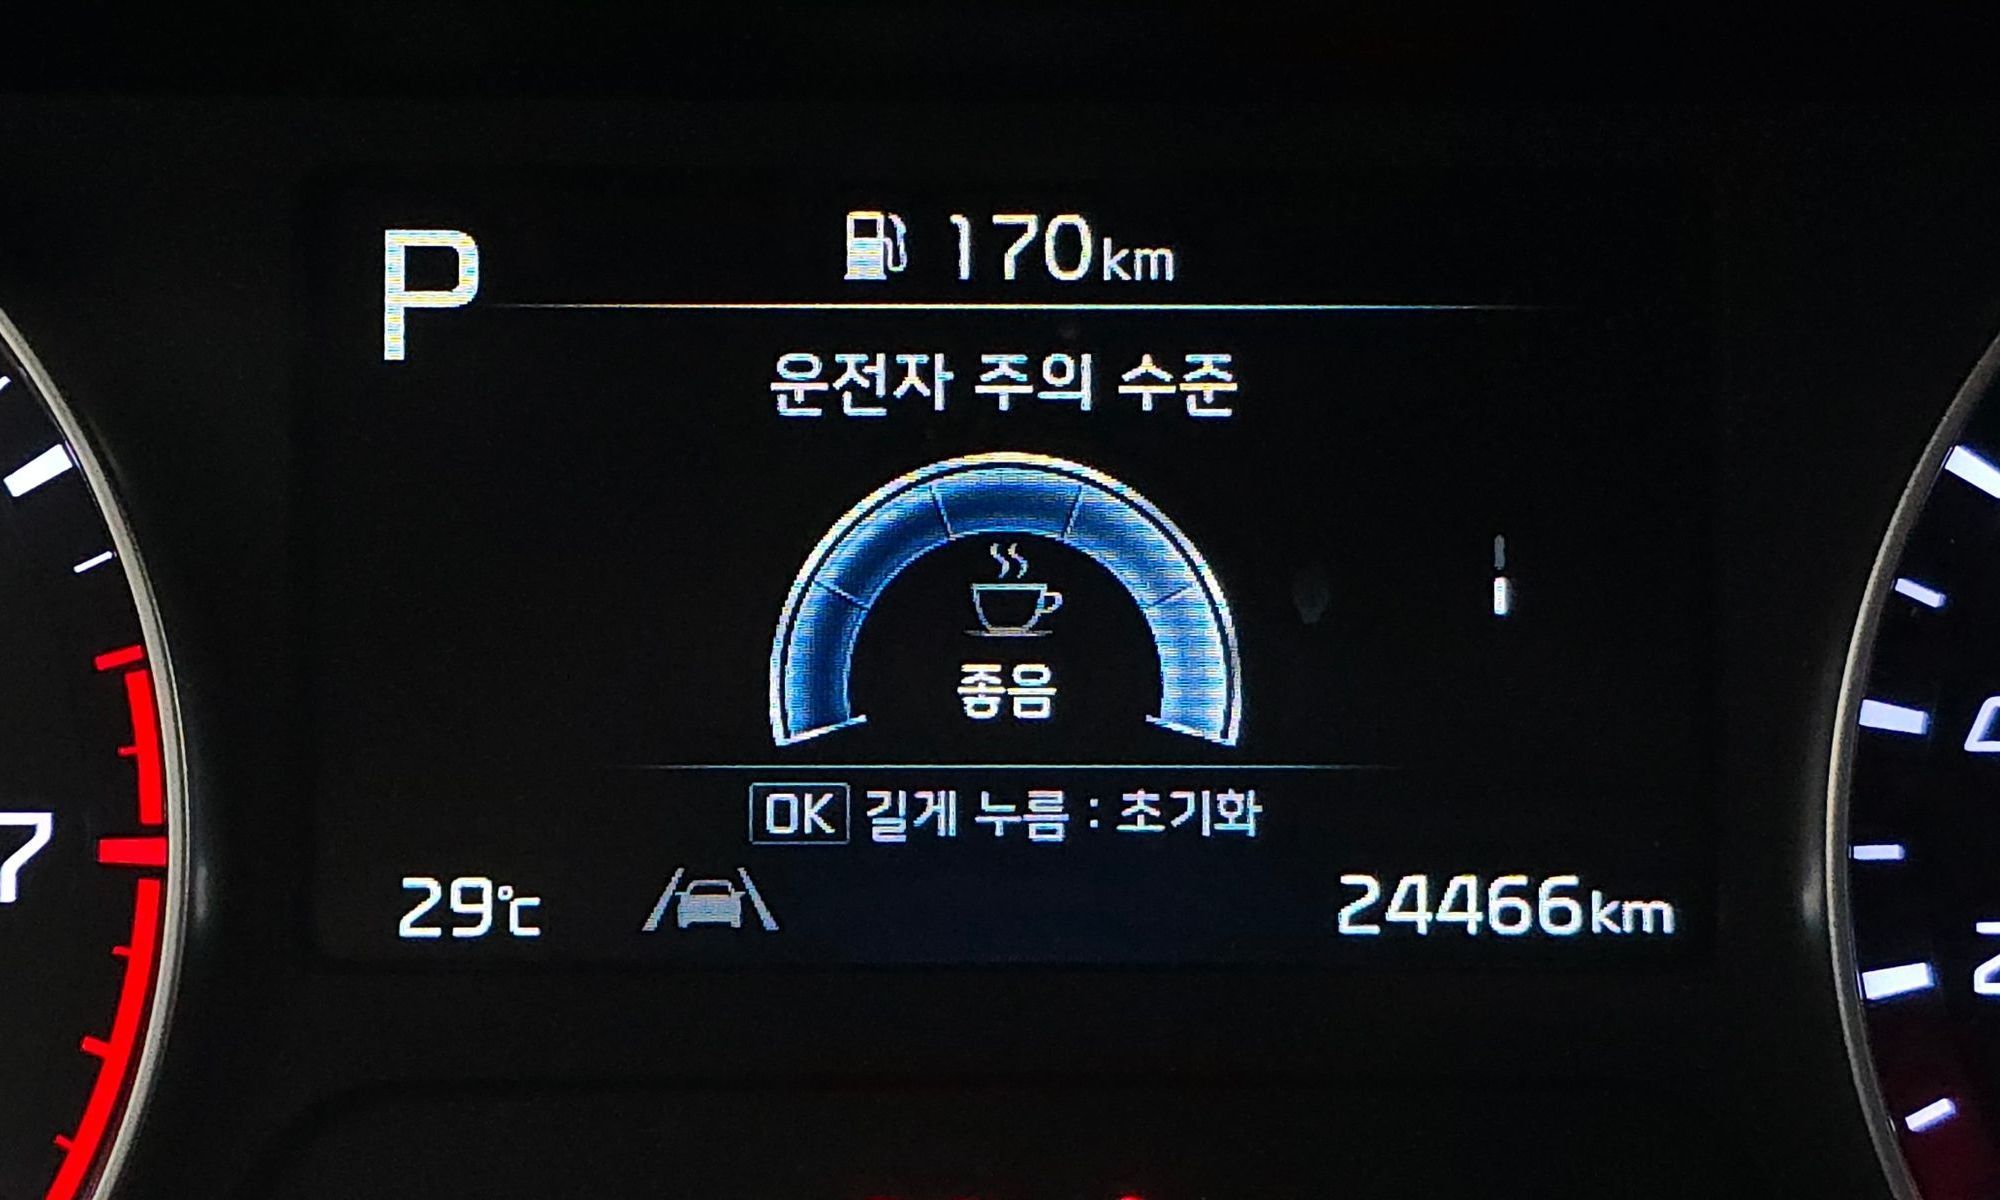 P
170km
운전자 주의 수준
좋음
OK 길게 누름 : 초기화
29℃
24466km
7